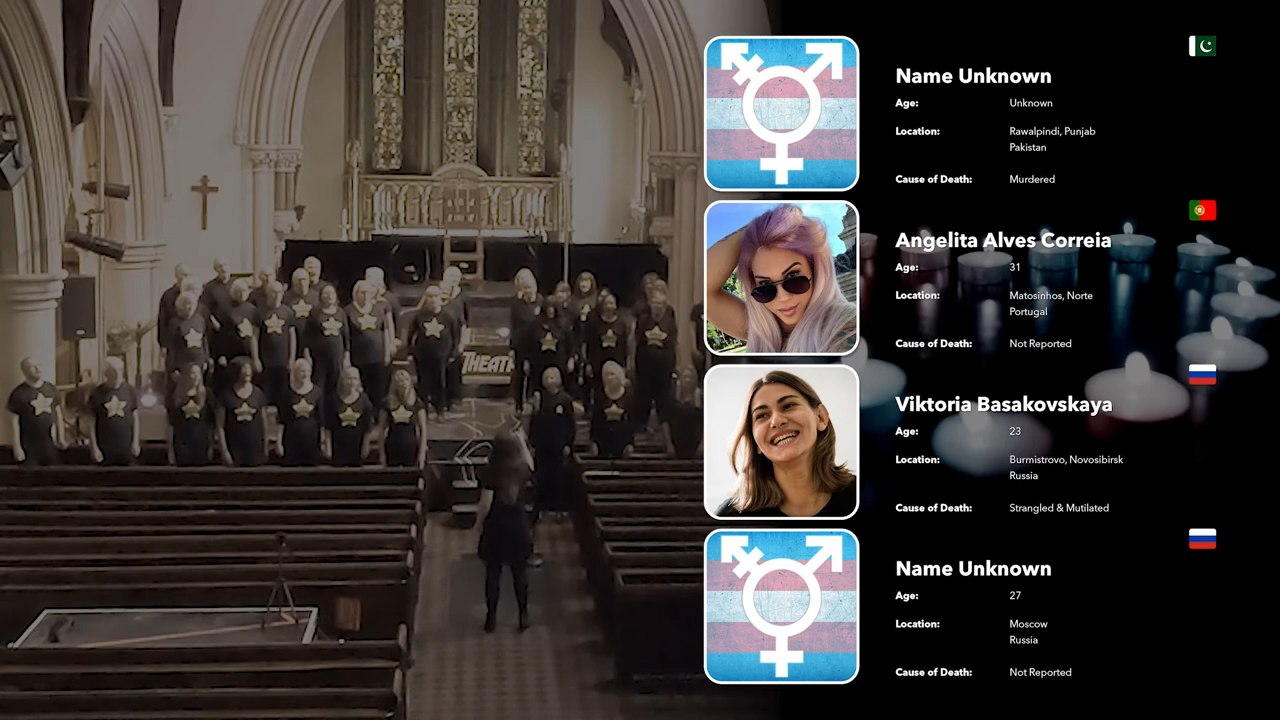 Name Unknown
Age: Unknown
Location: Rawalpindi, Punjab
Pakistan
Cause of Death: Murdered
Angelita Alves Correia
Age: 31
Location: Matosinhos, Norte
Portugal
Cause of Death: Not Reported
Viktoria Basakovskaya
Age: 23
Location: Burmistrovo, Novosibirsk
Russia
Cause of Death: Strangled & Mutilated
Name Unknown
Age: 27
Location: Moscow
Russia
Cause of Death: Not Reported